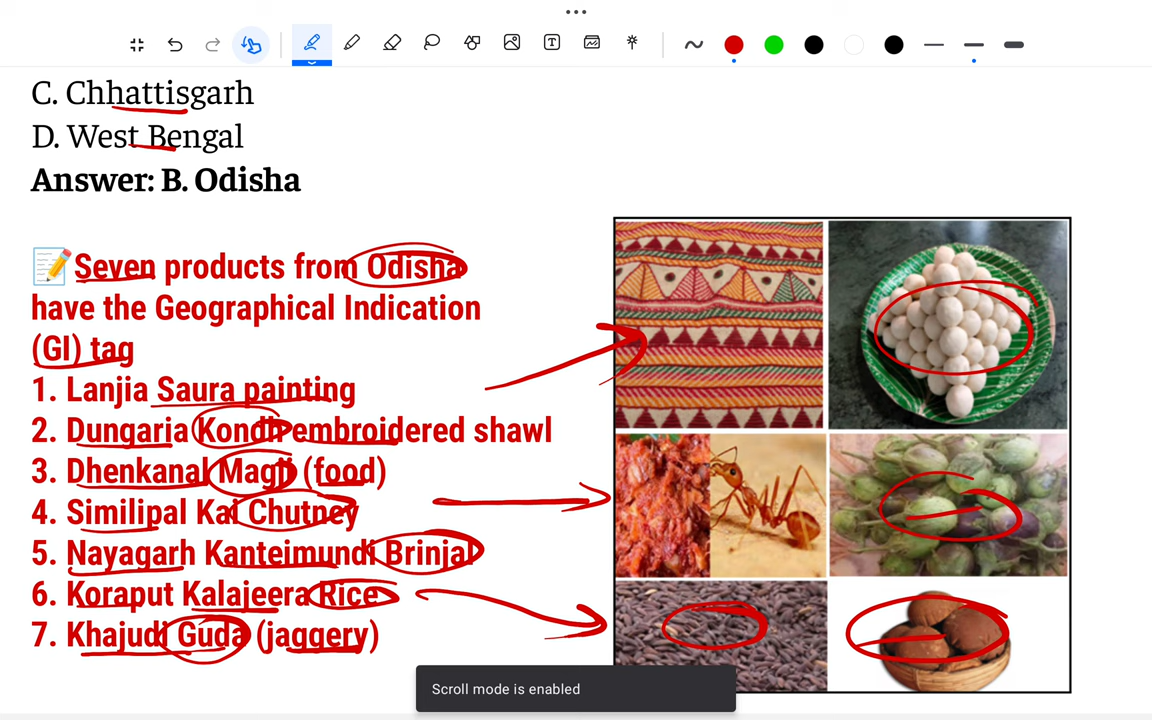 C. Chhattisgarh
D. West Bengal
Answer: B. Odisha
Seven products from Odisha
have the Geographical Indication
(GI) tag
1. Lanjia Saura painting
2. Dungaria Kondh embroidered shawl
3. Dhenkanal Magji (food)
4. Similipal Kai Chutney
5. Nayagarh Kanteimundi Brinjal
6. Koraput Kalajeera Rice
7. Khajudi Guda (jaggery)
Scroll mode is enabled